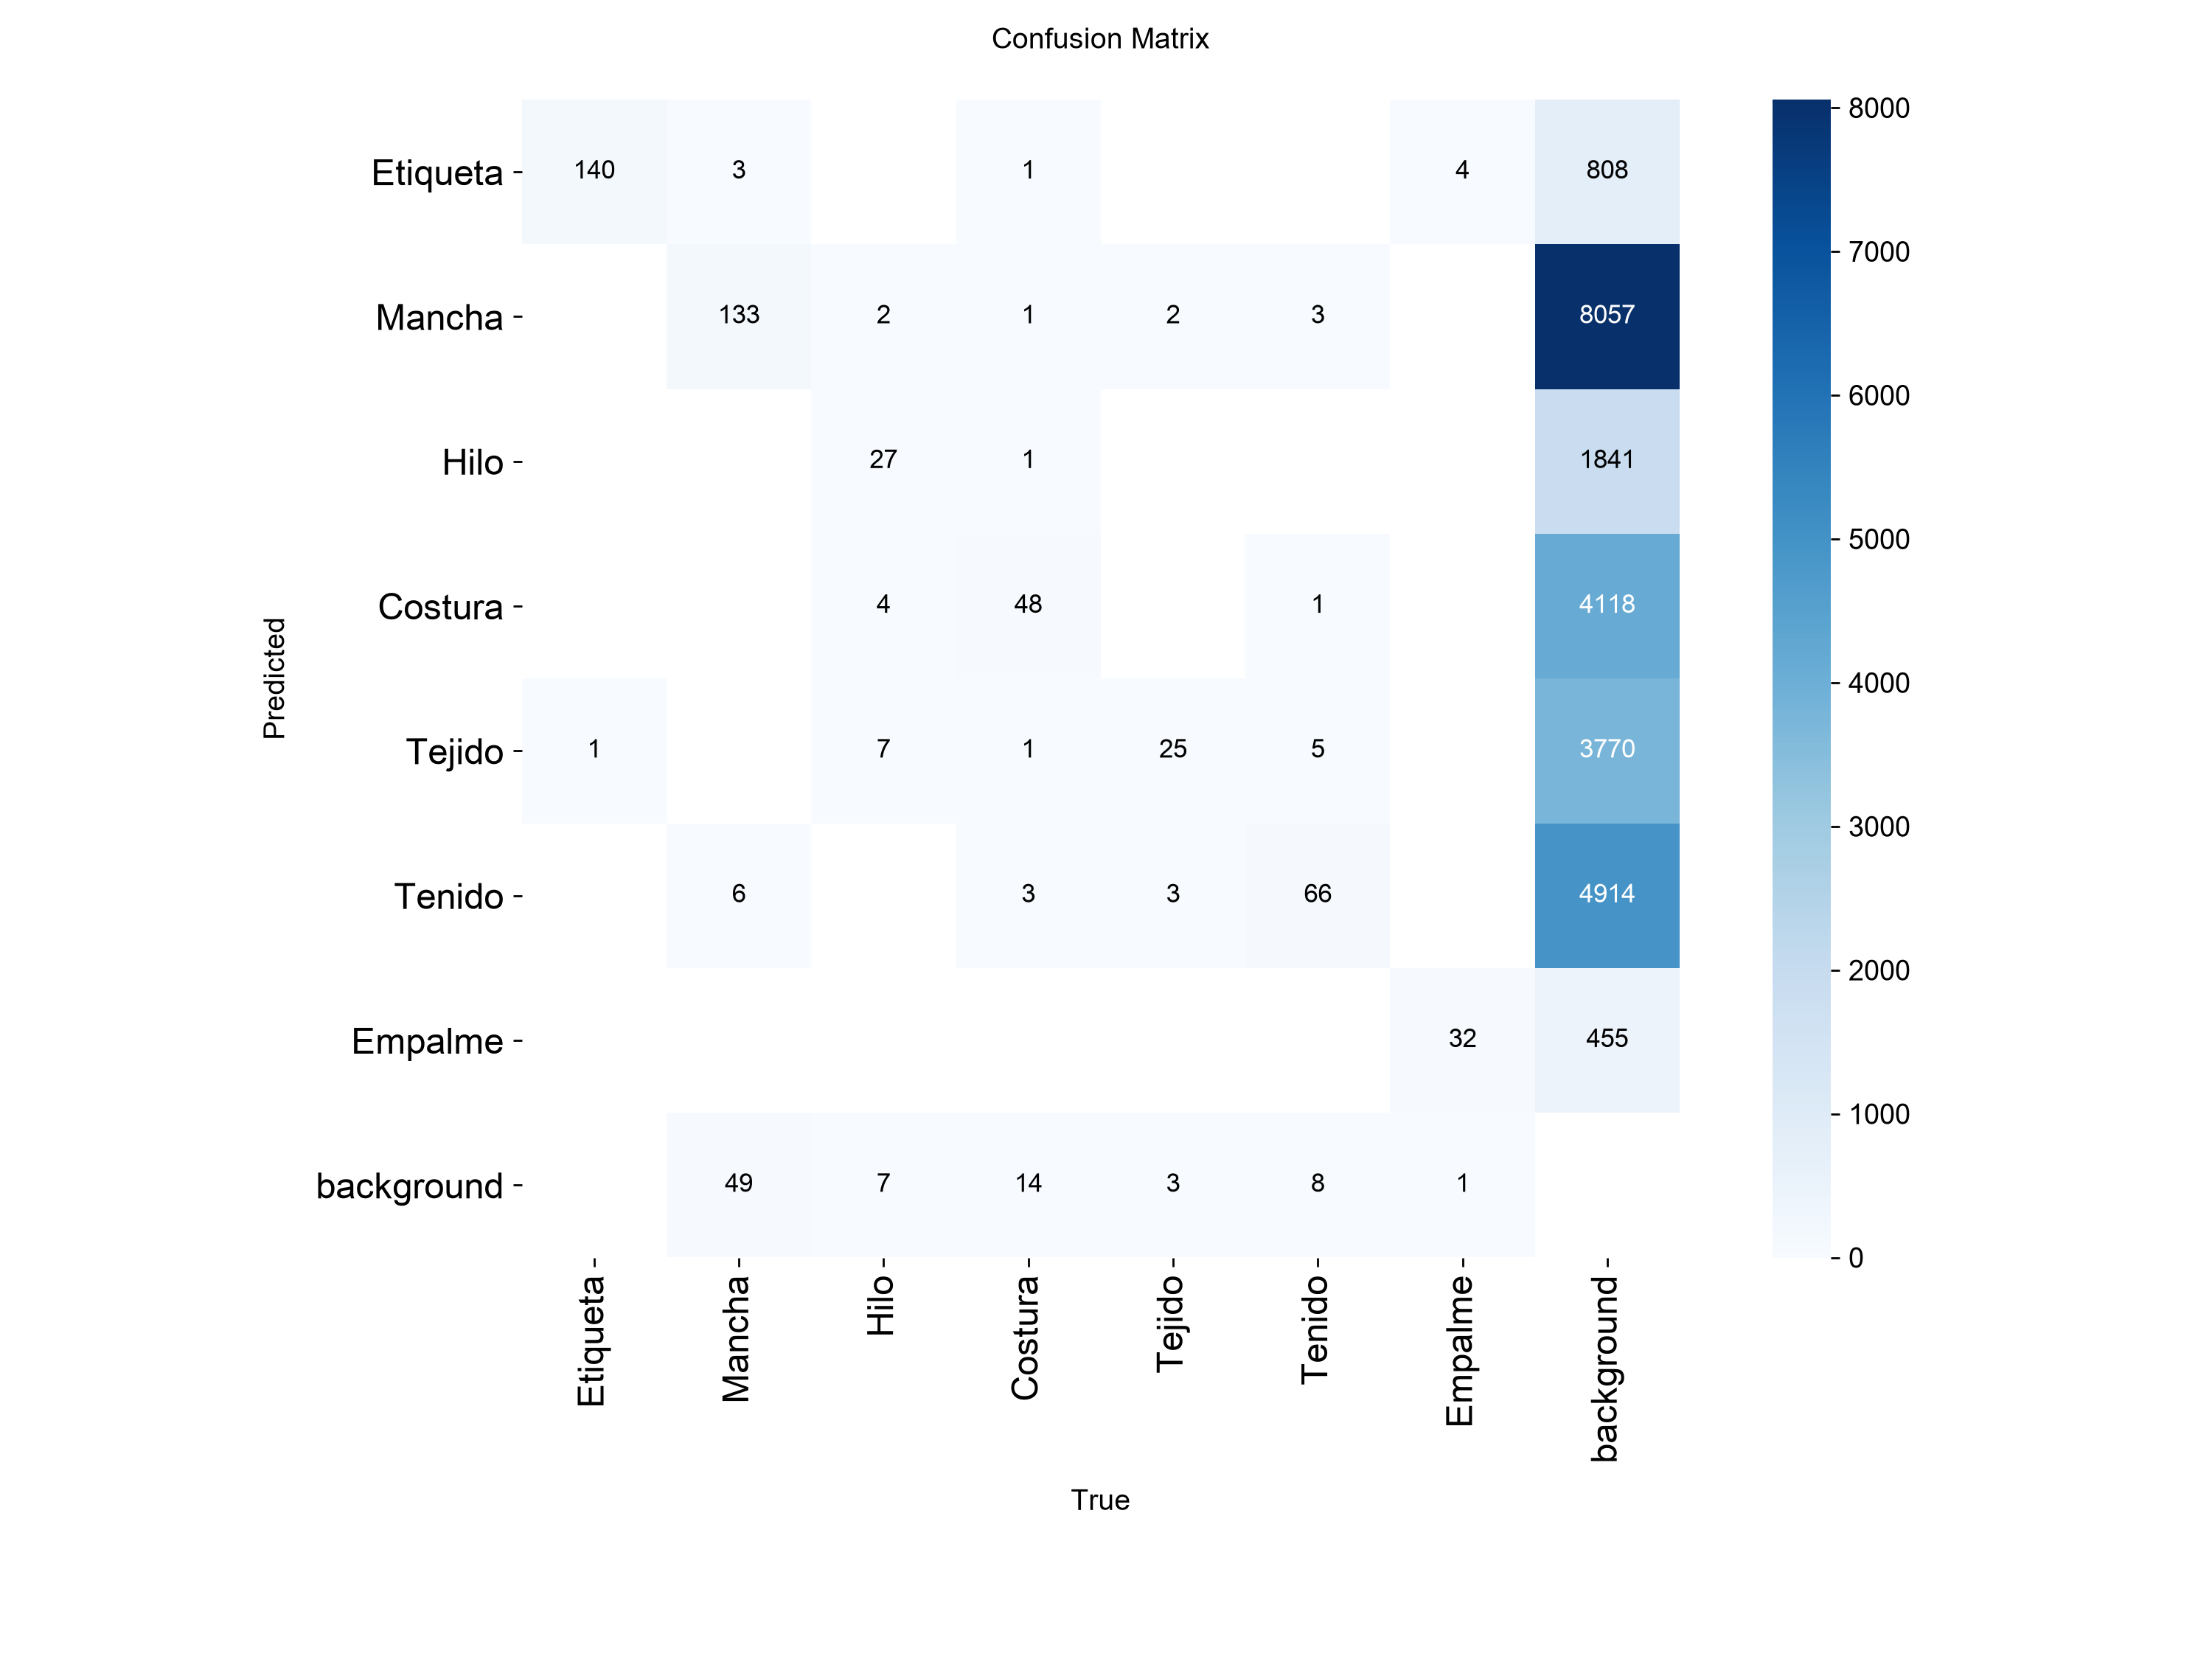 Confusion Matrix
Etiqueta 140 3 1 4 808
Mancha 133 2 1 2 3 8057
Hilo 27 1 1841
Costura 4 48 1 4118
Tejido 1 7 1 25 5 3770
Tenido 6 3 3 66 4914
Empalme 32 455
background 49 7 14 3 8 1
Predicted
Etiqueta Mancha Hilo Costura Tejido Tenido Empalme background
True
8000
7000
6000
5000
4000
3000
2000
1000
0